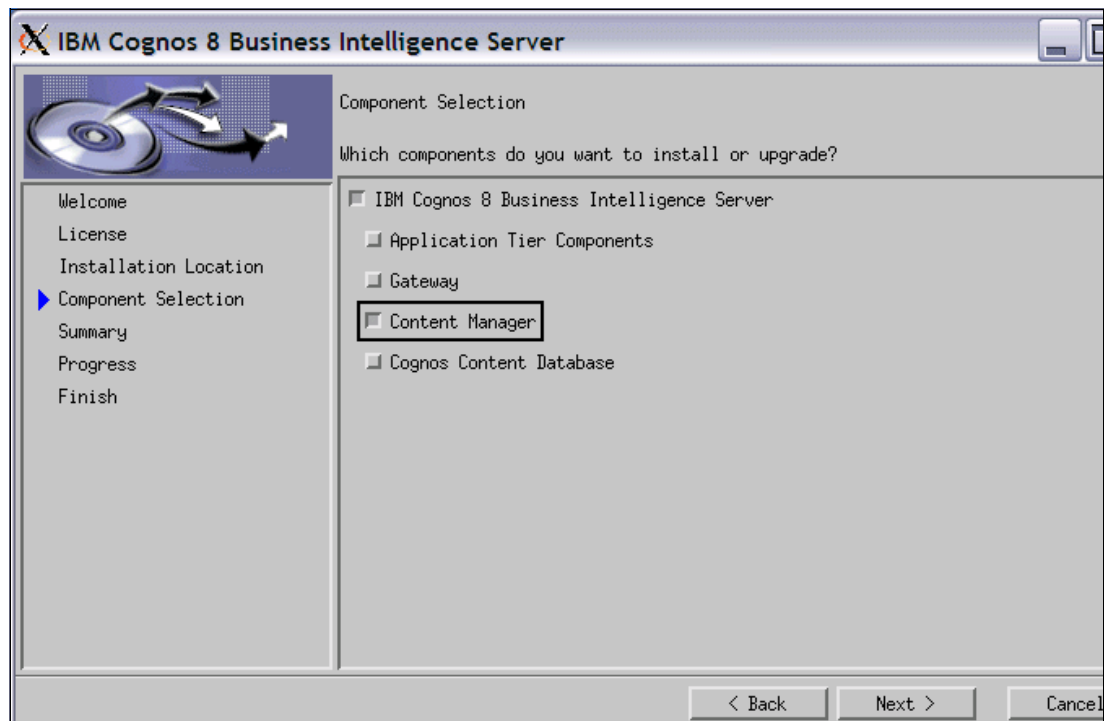 IBM Cognos 8 Business Intelligence Server
Component Selection
Which components do you want to install or upgrade?
Welcome
License
Installation Location
Component Selection
Summary
Progress
Finish
IBM Cognos 8 Business Intelligence Server
Application Tier Components
Gateway
Content Manager
Cognos Content Database
< Back
Next >
Cancel